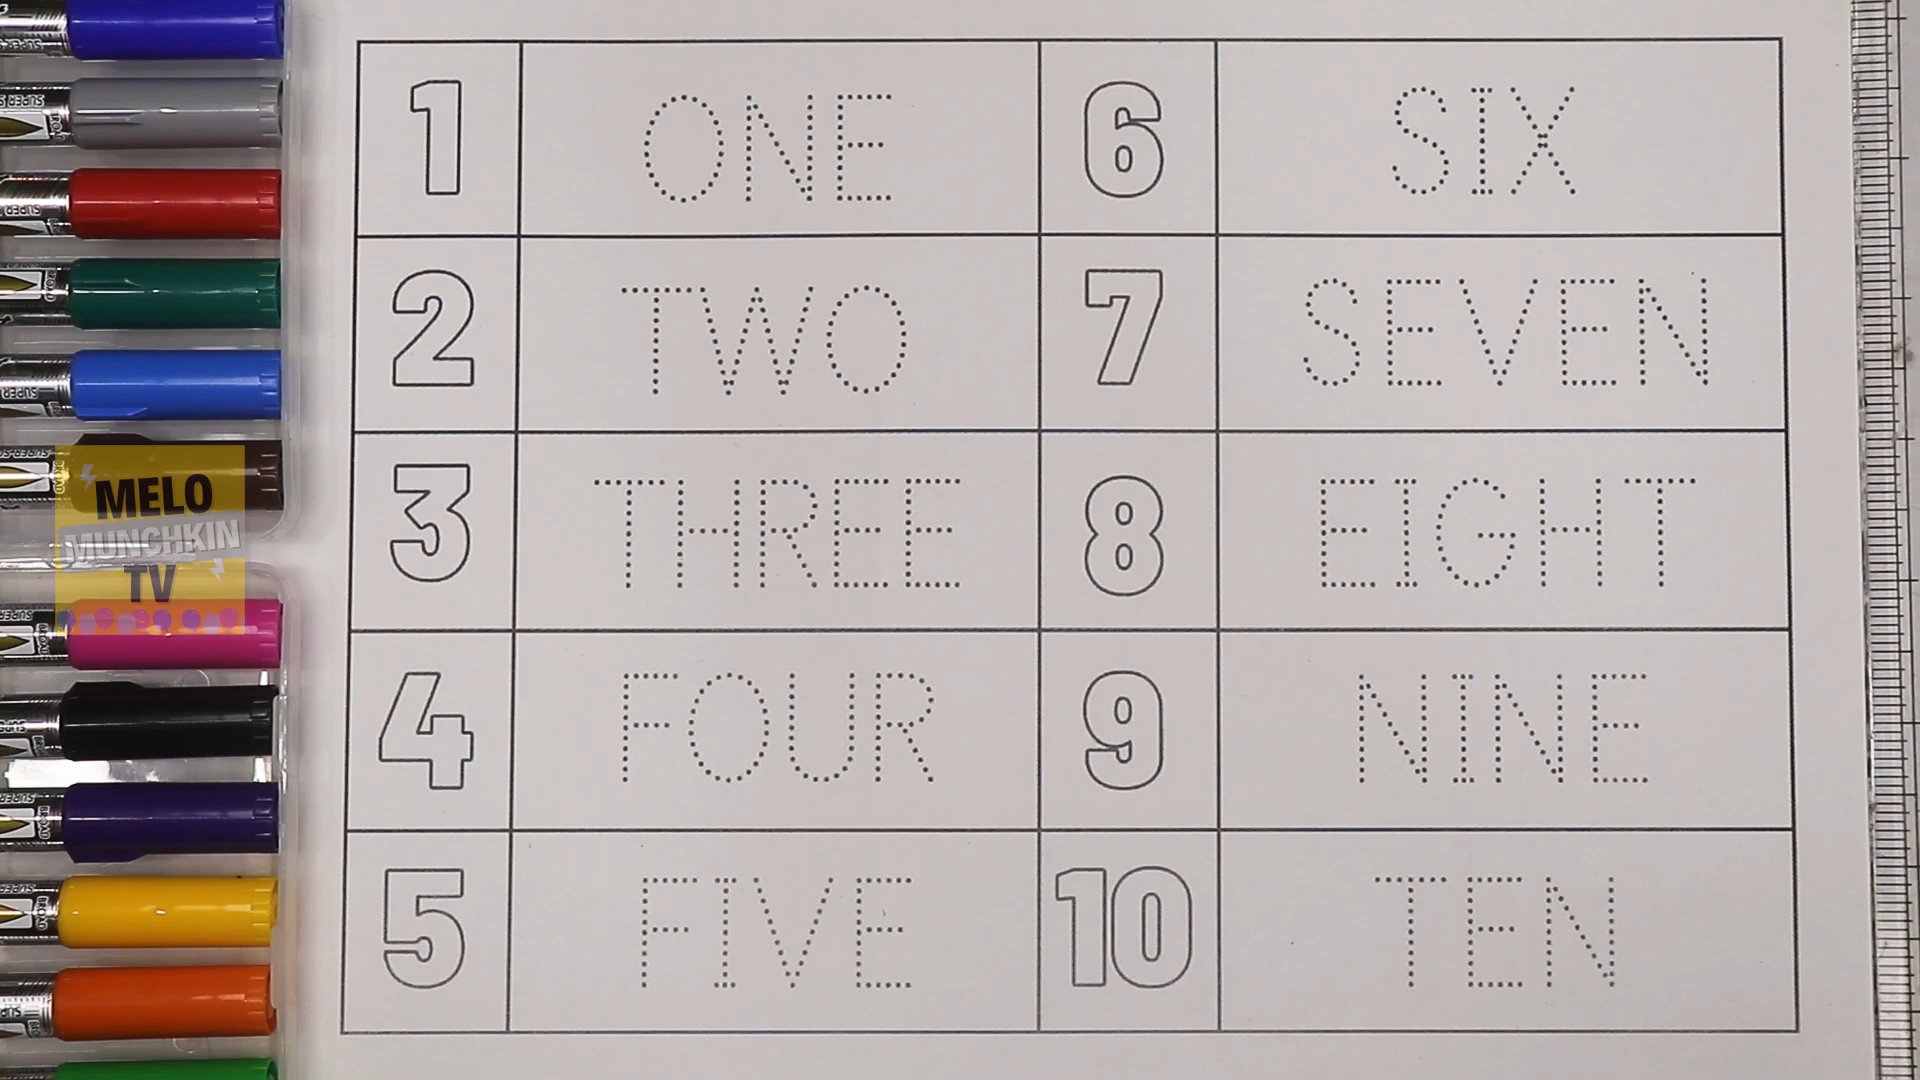 1 ONE 6 SIX
2 TWO 7 SEVEN
3 THREE 8 EIGHT
4 FOUR 9 NINE
5 FIVE 10 TEN
MELO
MUNCHKIN
TV